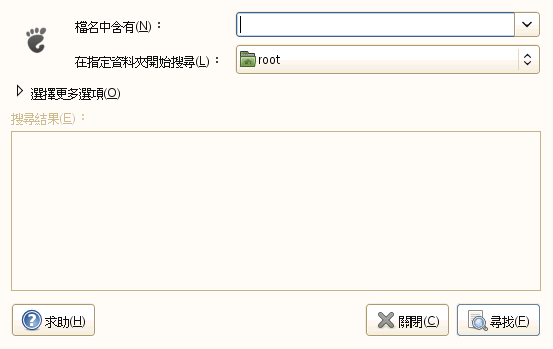 檔名中含有(N)：
在指定資料夾開始搜尋(L)： root
選擇更多選項(O)
搜尋結果(E)：
求助(H) 關閉(C) 尋找(F)